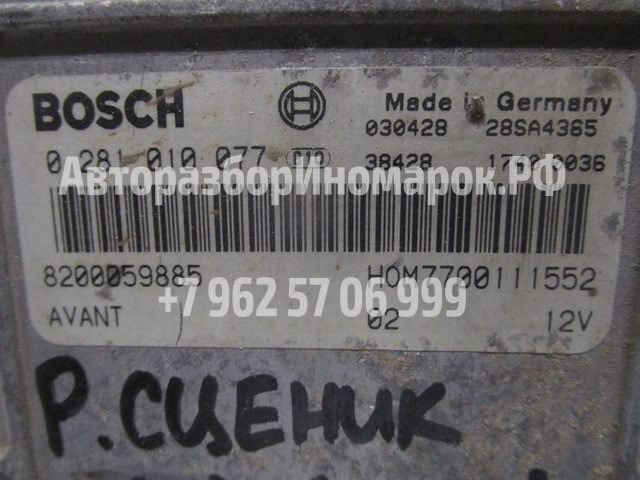 BOSCH Made in Germany
030428 28SA4365
0 281 010 077 DTO 38428
АвторазборИномарок.РФ
8200059885 HOM7700111552
+7 962 57 06 999
AVANT 02 12V
Р. СЦЕНИК